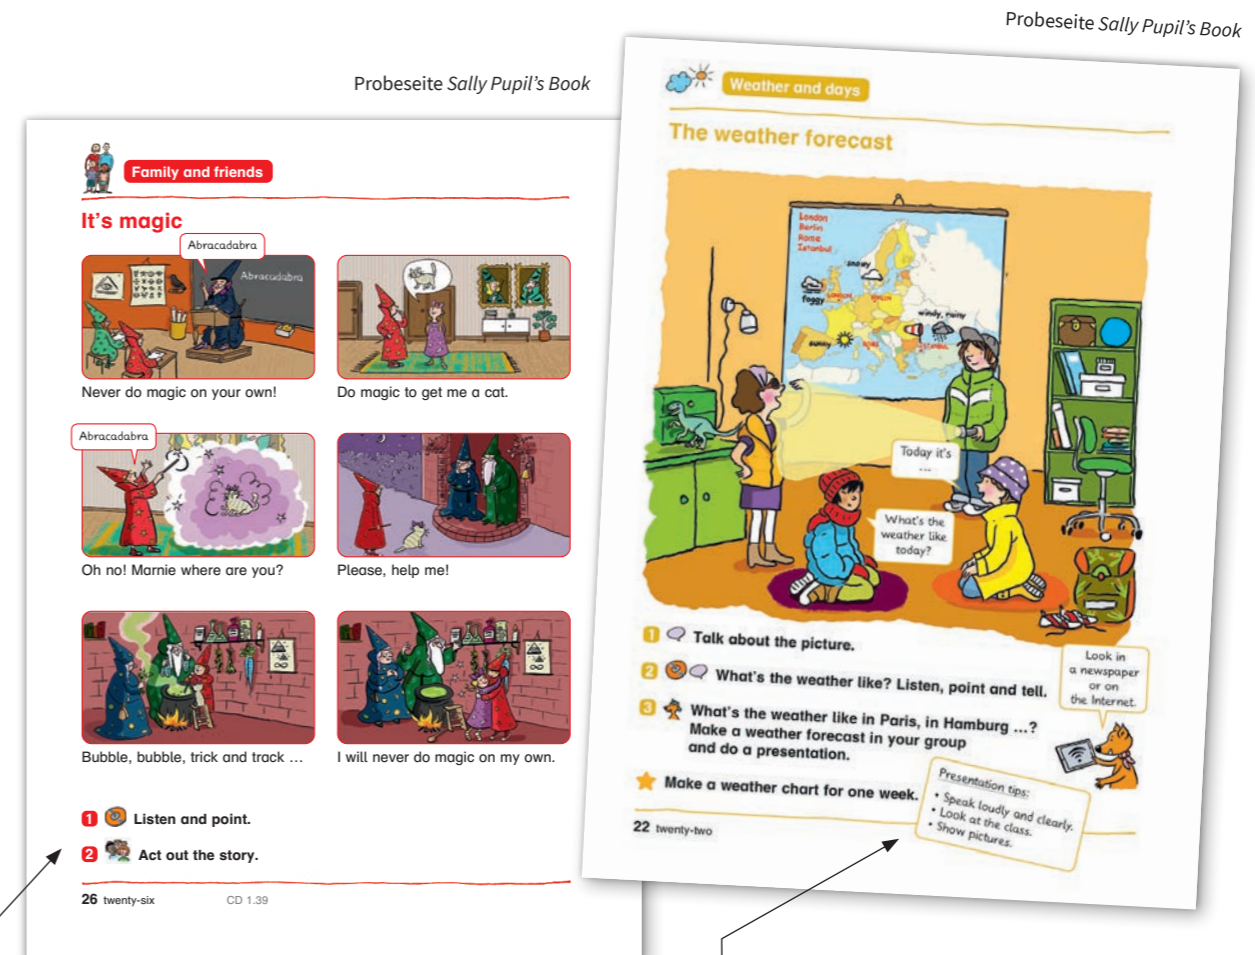 Probeseite Sally Pupil's Book
Family and friends
It's magic
Abracadabra
Abracadabra
Never do magic on your own!
Do magic to get me a cat.
Abracadabra
Oh no! Marnie where are you?
Please, help me!
Bubble, bubble, trick and track ...
I will never do magic on my own.
1 Listen and point.
2 Act out the story.
26 twenty-six
CD 1.39
Probeseite Sally Pupil's Book
Weather and days
The weather forecast
London
Berlin
Rome
Istanbul
snowy
foggy
LONDON
BERLIN
windy, rainy
sunny
ROME
ISTANBUL
Today it's
...
What's the
weather like
today?
1 Talk about the picture.
2 What's the weather like? Listen, point and tell.
3 What's the weather like in Paris, in Hamburg ...?
Make a weather forecast in your group
and do a presentation.
Look in
a newspaper
or on
the Internet.
Make a weather chart for one week.
Presentation tips:
• Speak loudly and clearly.
• Look at the class.
• Show pictures.
22 twenty-two